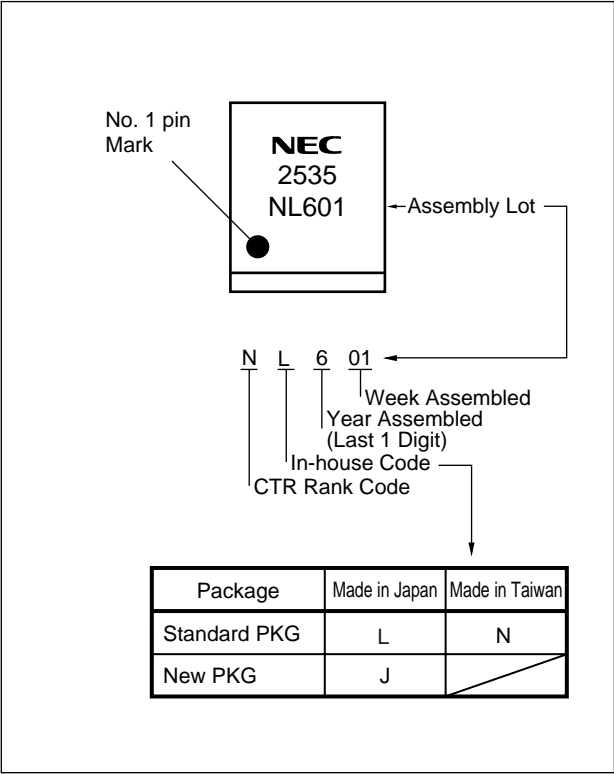 No. 1 pin
Mark
NEC
2535
NL601
Assembly Lot
N L 6 01
Week Assembled
Year Assembled
(Last 1 Digit)
In-house Code
CTR Rank Code
Package Made in Japan Made in Taiwan
Standard PKG L N
New PKG J